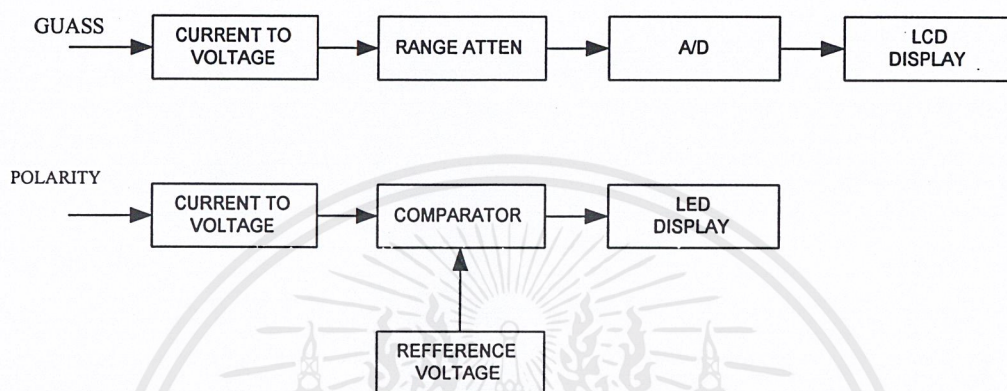 GUASS
CURRENT TO
VOLTAGE
RANGE ATTEN
A/D
LCD
DISPLAY
POLARITY
CURRENT TO
VOLTAGE
COMPARATOR
LED
DISPLAY
REFFERENCE
VOLTAGE